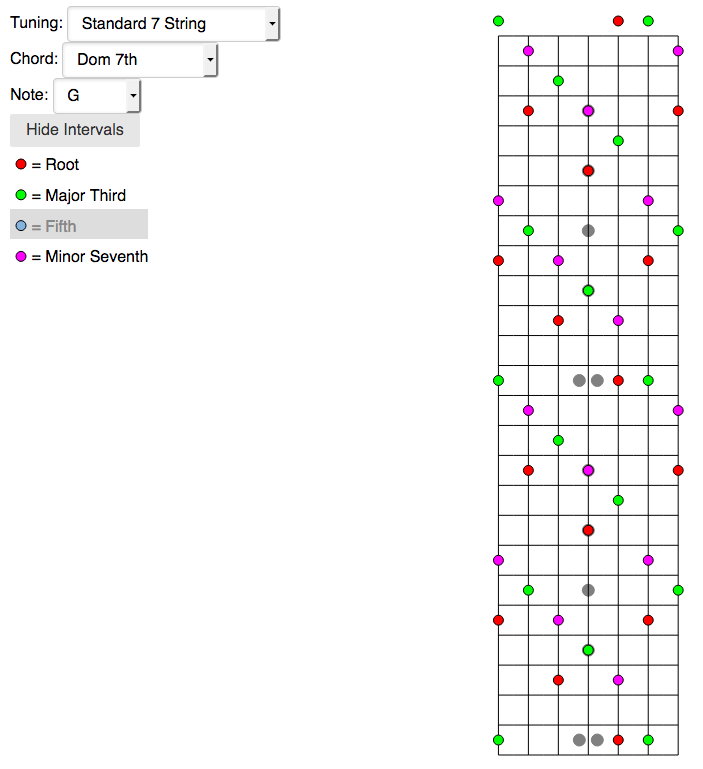 Tuning: Standard 7 String
Chord: Dom 7th
Note: G
Hide Intervals
= Root
= Major Third
= Fifth
= Minor Seventh